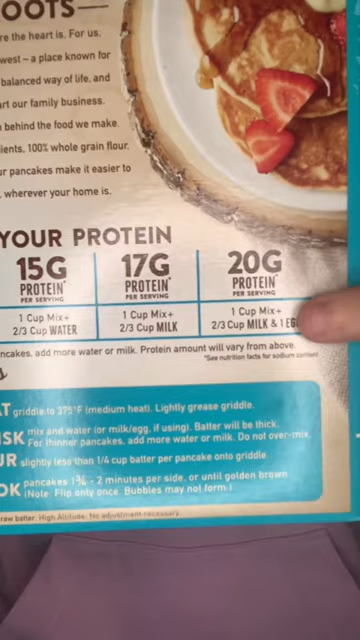 OOTS
re the heart is. For us,
west – a place known for
balanced way of life, and
art our family business.
behind the food we make.
ients, 100% whole grain flour.
ur pancakes make it easier to
, wherever your home is.
YOUR PROTEIN
15G PROTEIN* PER SERVING
1 Cup Mix+
2/3 Cup WATER
17G PROTEIN* PER SERVING
1 Cup Mix+
2/3 Cup MILK
20G PROTEIN* PER SERVING
1 Cup Mix+
2/3 Cup MILK & 1 EG
ncakes, add more water or milk. Protein amount will vary from above.
*See nutrition facts for sodium content
AT griddle to 375°F (medium heat). Lightly grease griddle.
ISK mix and water (or milk/egg, if using). Batter will be thick.
For thinner pancakes, add more water or milk. Do not over-mix.
UR slightly less than 1/4 cup batter per pancake onto griddle
OK pancakes 1 3/4 - 2 minutes per side, or until golden brown
(Note: Flip only once. Bubbles may not form.)
raw batter. High Altitude: No adjustment necessary.